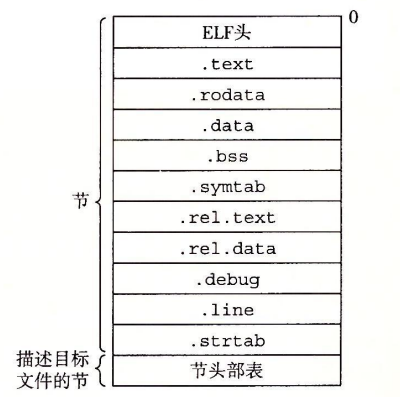 0
ELF头
.text
.rodata
.data
.bss
.symtab
节
.rel.text
.rel.data
.debug
.line
.strtab
描述目标
文件的节
节头部表